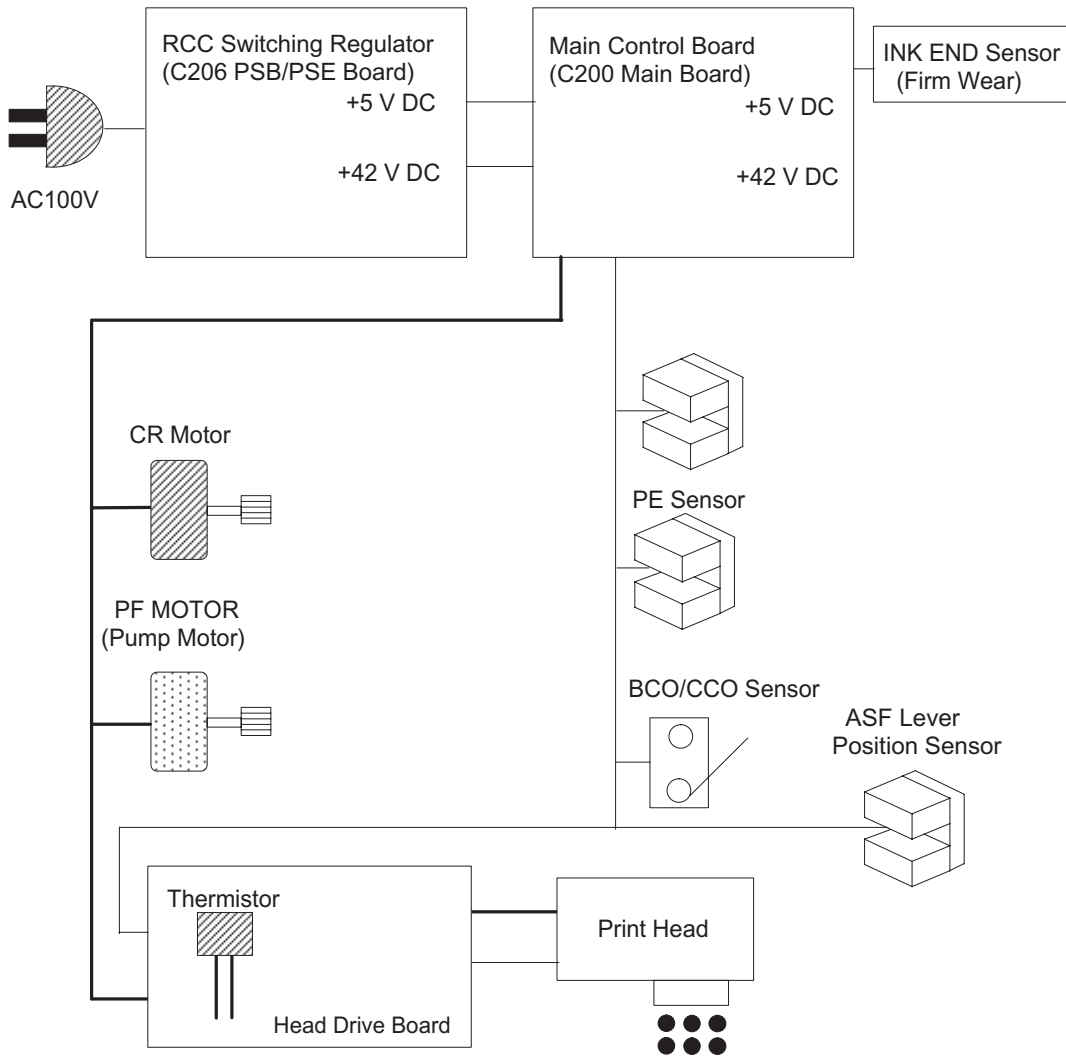 RCC Switching Regulator
(C206 PSB/PSE Board)
+5 V DC
+42 V DC
Main Control Board
(C200 Main Board)
+5 V DC
+42 V DC
INK END Sensor
(Firm Wear)
AC100V
CR Motor
PE Sensor
PF MOTOR
(Pump Motor)
BCO/CCO Sensor
ASF Lever
Position Sensor
Thermistor
Head Drive Board
Print Head